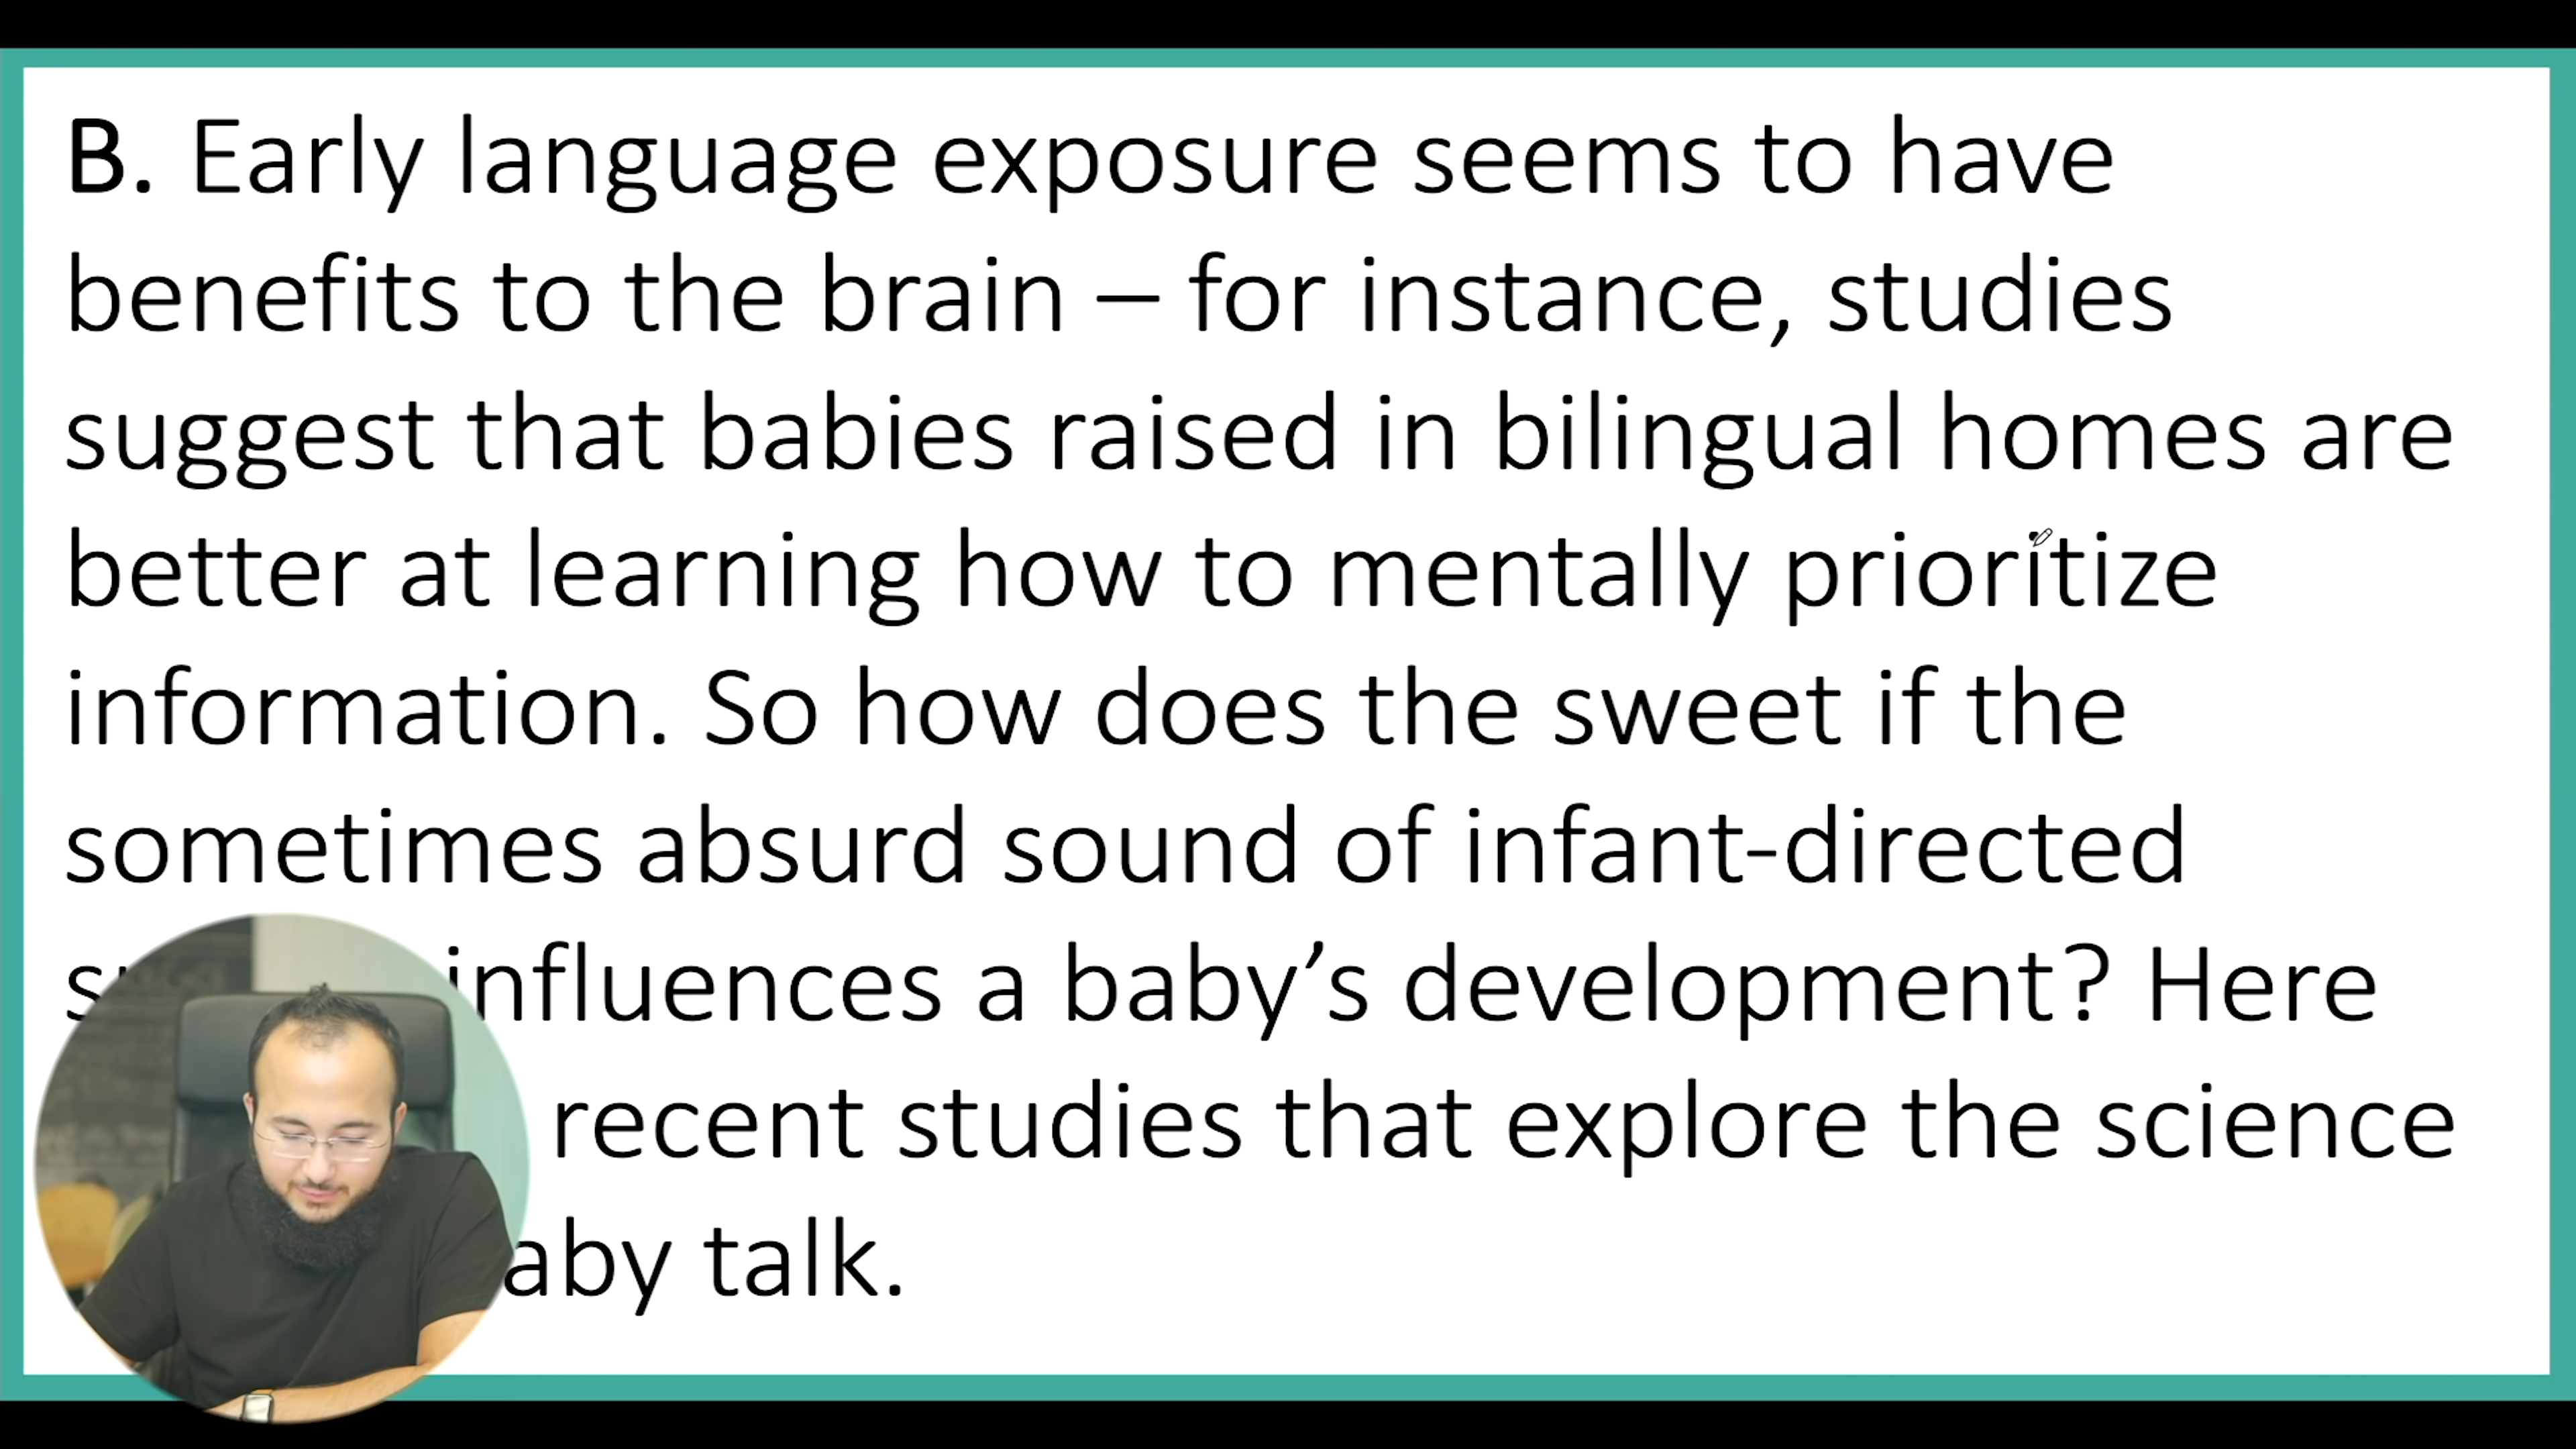 B. Early language exposure seems to have
benefits to the brain – for instance, studies
suggest that babies raised in bilingual homes are
better at learning how to mentally prioritize
information. So how does the sweet if the
sometimes absurd sound of infant-directed
influences a baby’s development? Here
recent studies that explore the science
talk.